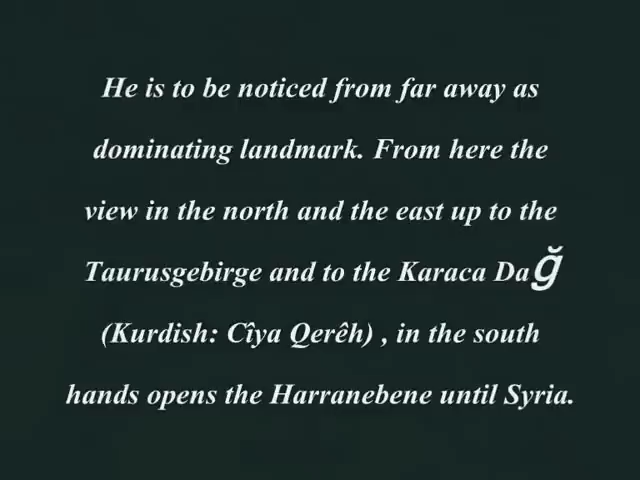 He is to be noticed from far away as
dominating landmark. From here the
view in the north and the east up to the
Taurusgebirge and to the Karaca Dağ
(Kurdish: Cîya Qerêh) , in the south
hands opens the Harranebene until Syria.